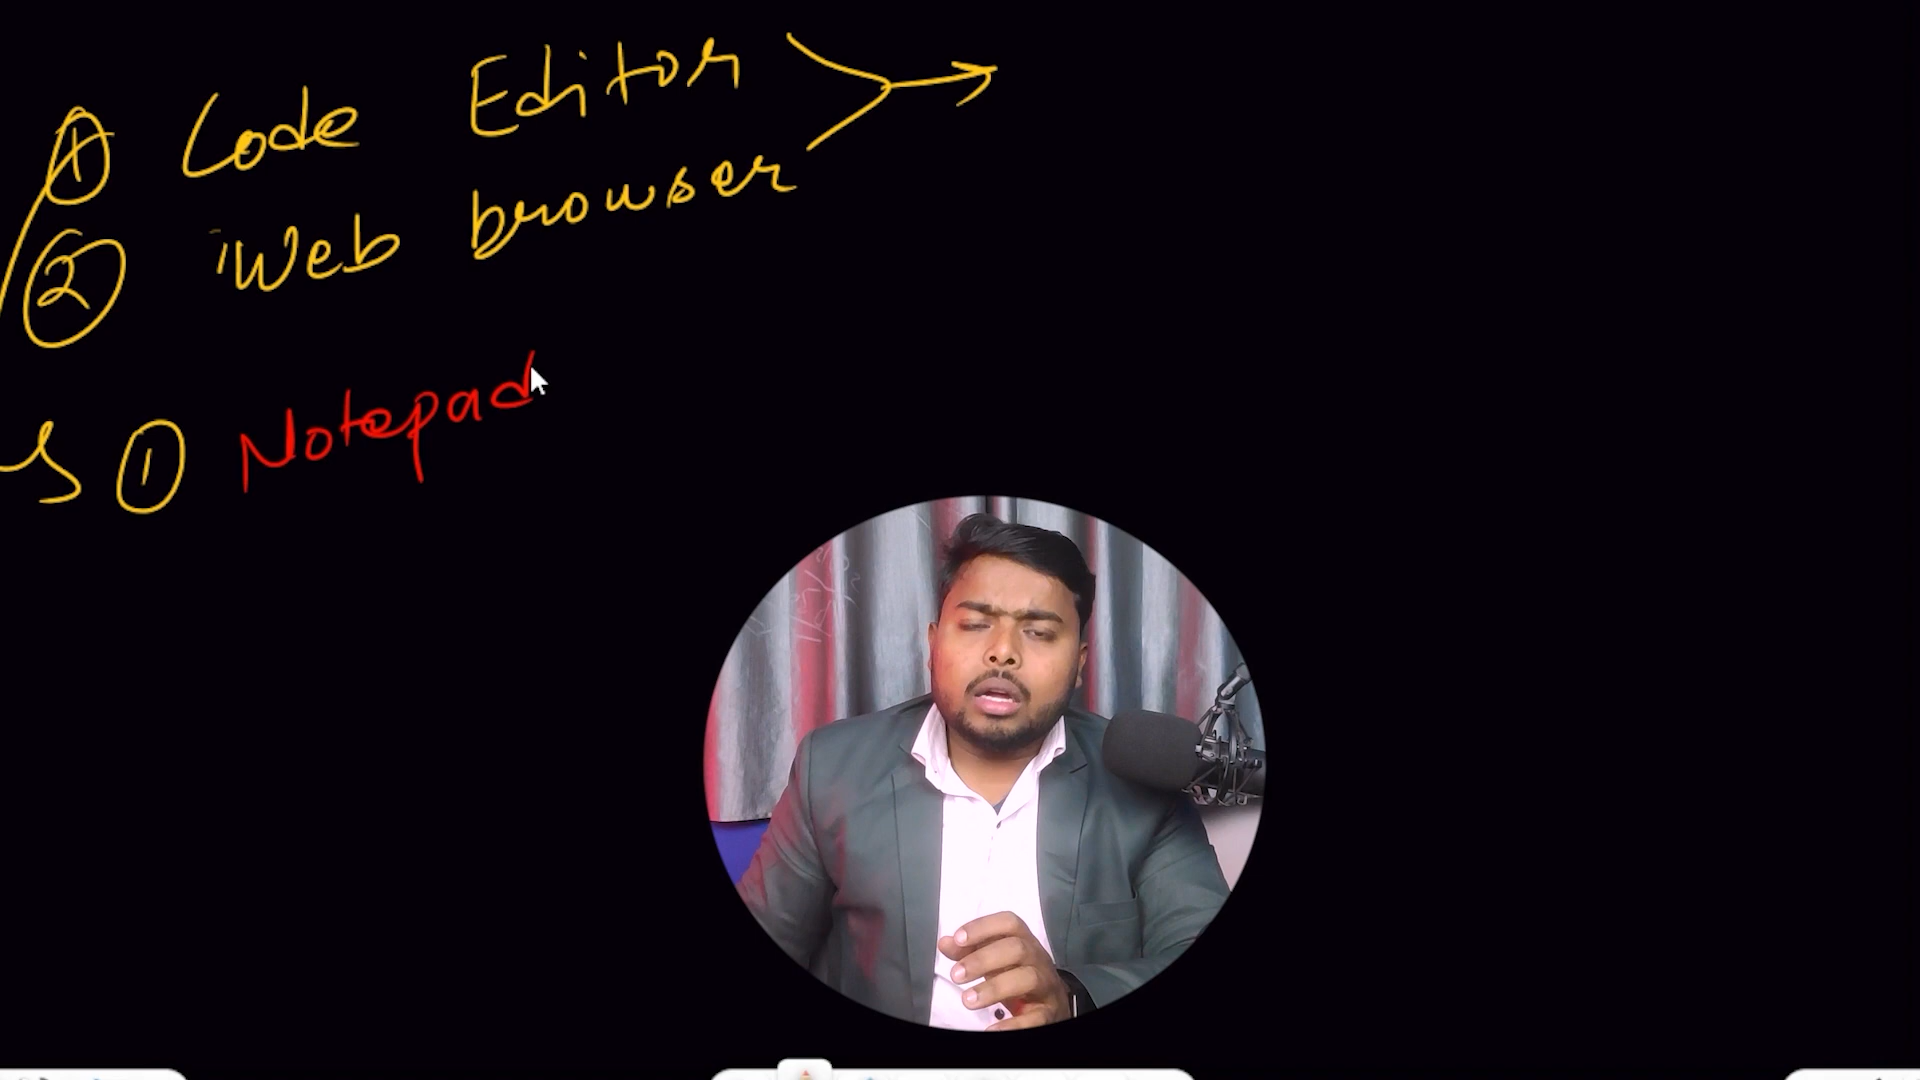 ① Code Editor
② Web browser
① Notepad